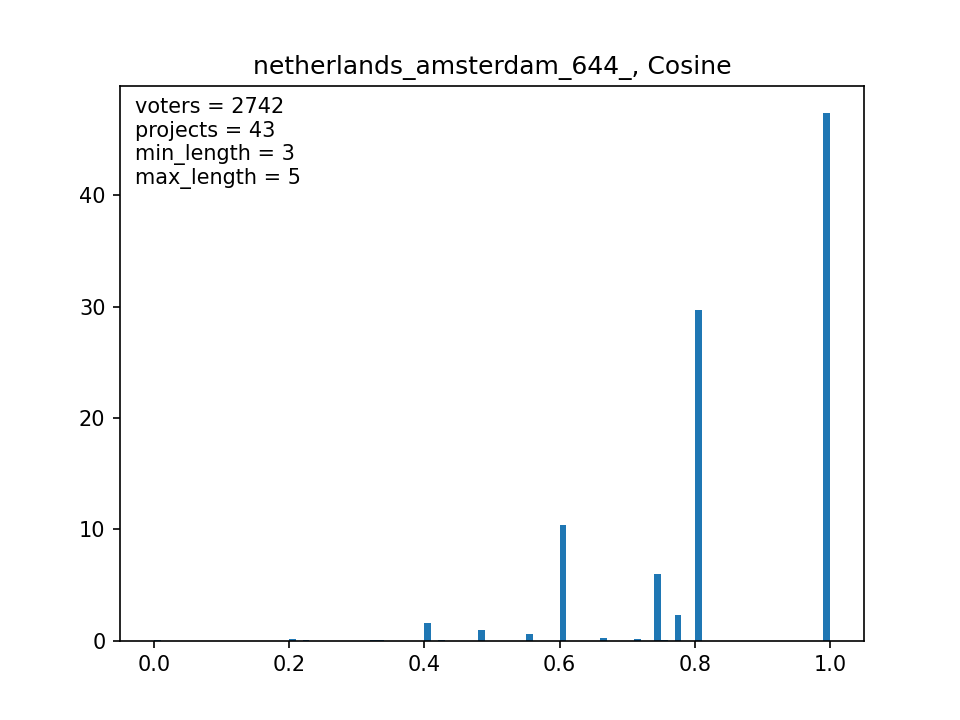 netherlands_amsterdam_644_, Cosine
voters = 2742
projects = 43
min_length = 3
max_length = 5
40
30
20
10
0
0.0 0.2 0.4 0.6 0.8 1.0